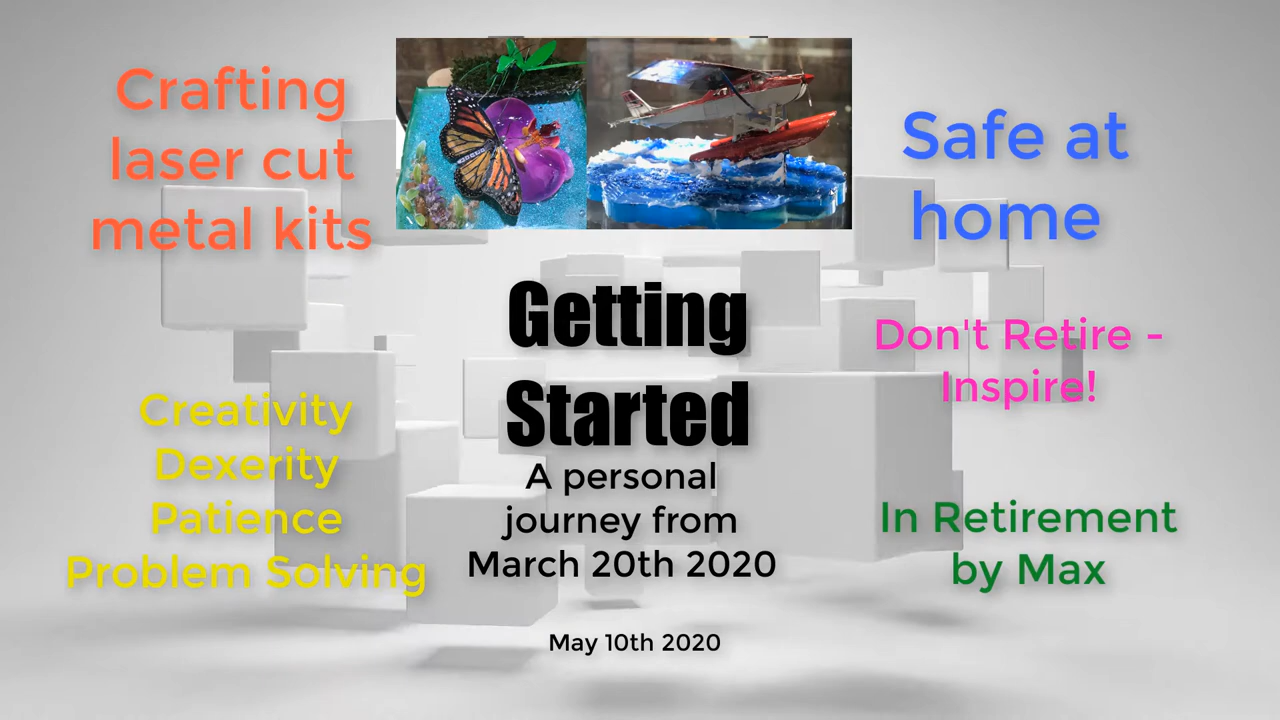 Crafting
laser cut
metal kits
Safe at
home
Getting
Started
A personal
journey from
March 20th 2020
May 10th 2020
Don't Retire -
Inspire!
Creativity
Dexerity
Patience
Problem Solving
In Retirement
by Max